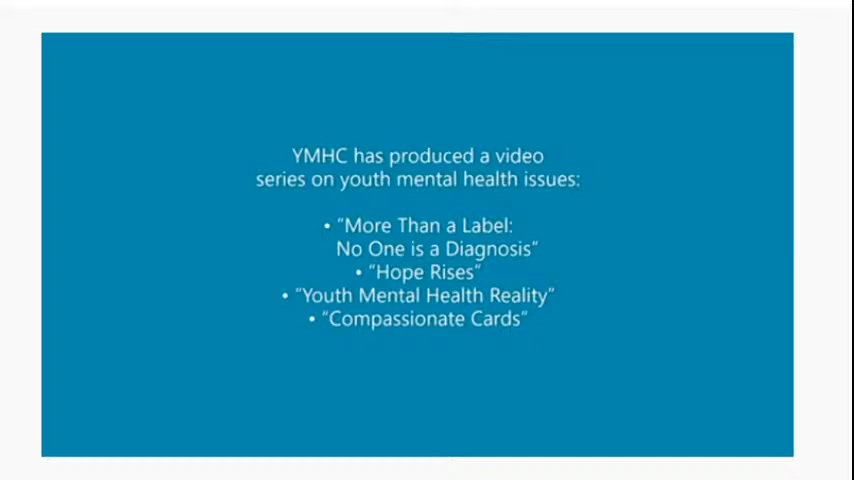 YMHC has produced a video
series on youth mental health issues:
• “More Than a Label:
No One is a Diagnosis”
• “Hope Rises”
• “Youth Mental Health Reality”
• “Compassionate Cards”